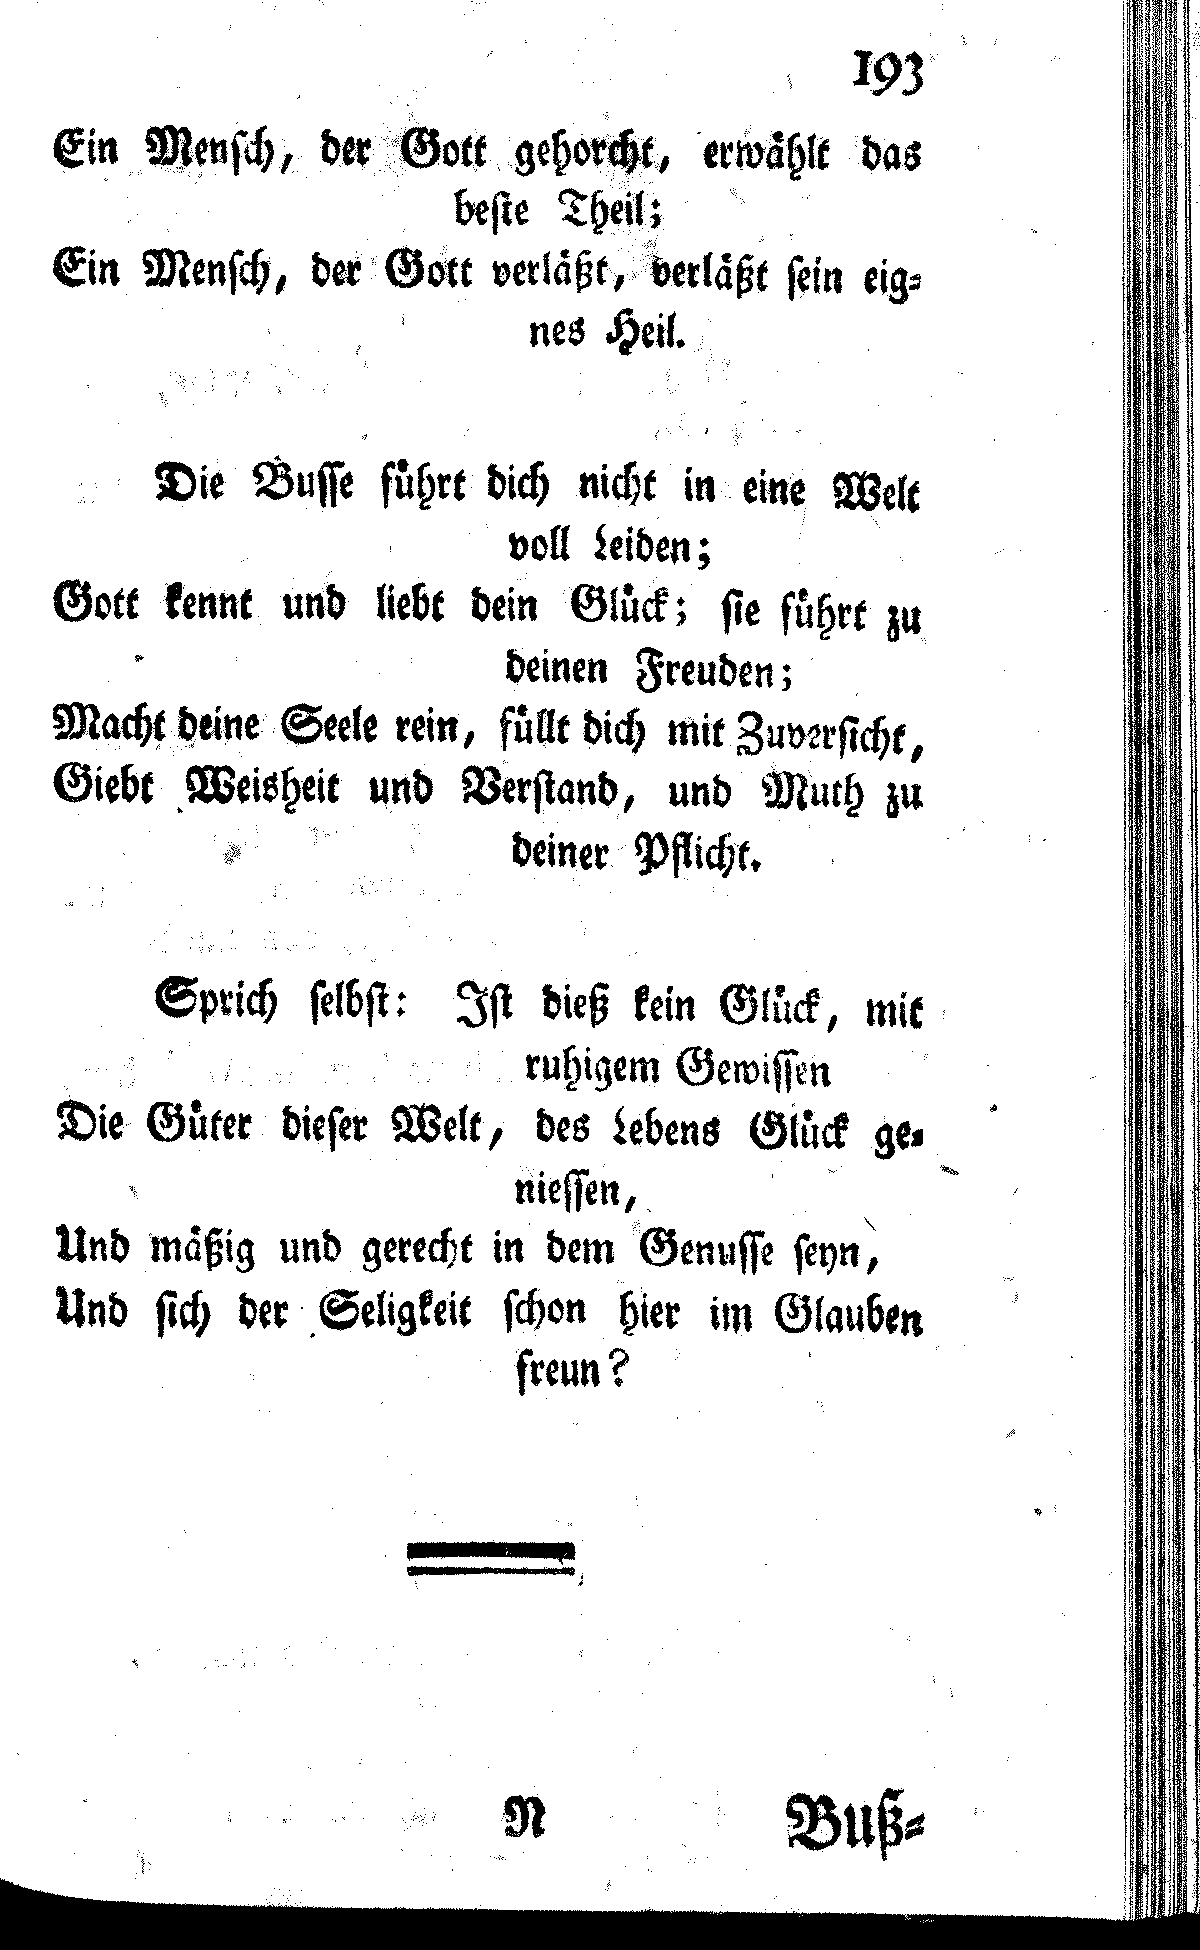 193
Ein Mensch, der Gott gehorcht, erwählt das
beste Theil;
Ein Mensch, der Gott verläßt, verläßt sein eig-
nes Heil.
Die Busse führt dich nicht in eine Welt
voll Leiden;
Gott kennt und liebt dein Glück; sie führt zu
deinen Freuden;
Macht deine Seele rein, füllt dich mit Zuversicht,
Giebt Weisheit und Verstand, und Muth zu
deiner Pflicht.
Sprich selbst: Ist dieß kein Glück, mit
ruhigem Gewissen
Die Güter dieser Welt, des Lebens Glück ge-
niessen,
Und mäßig und gerecht in dem Genusse seyn,
Und sich der Seligkeit schon hier im Glauben
freun?
N Buß-